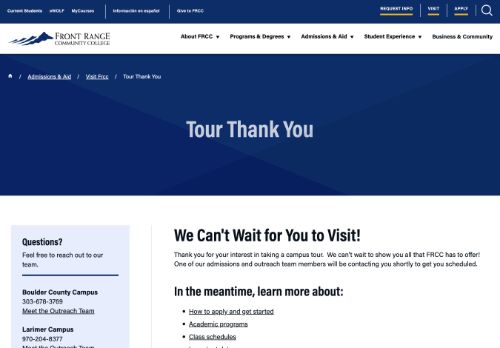 Current Students eWOLF MyCourses Información en español Give to FRCC REQUEST INFO VISIT APPLY
FRONT RANGE
COMMUNITY COLLEGE
About FRCC Programs & Degrees Admissions & Aid Student Experience Business & Community
/ Admissions & Aid / Visit Frcc / Tour Thank You
Tour Thank You
Questions?
Feel free to reach out to our
team.
Boulder County Campus
303-678-3769
Meet the Outreach Team
Larimer Campus
970-204-8377
Meet the Outreach Team
We Can't Wait for You to Visit!
Thank you for your interest in taking a campus tour. We can't wait to show you all that FRCC has to offer!
One of our admissions and outreach team members will be contacting you shortly to get you scheduled.
In the meantime, learn more about:
• How to apply and get started
• Academic programs
• Class schedules